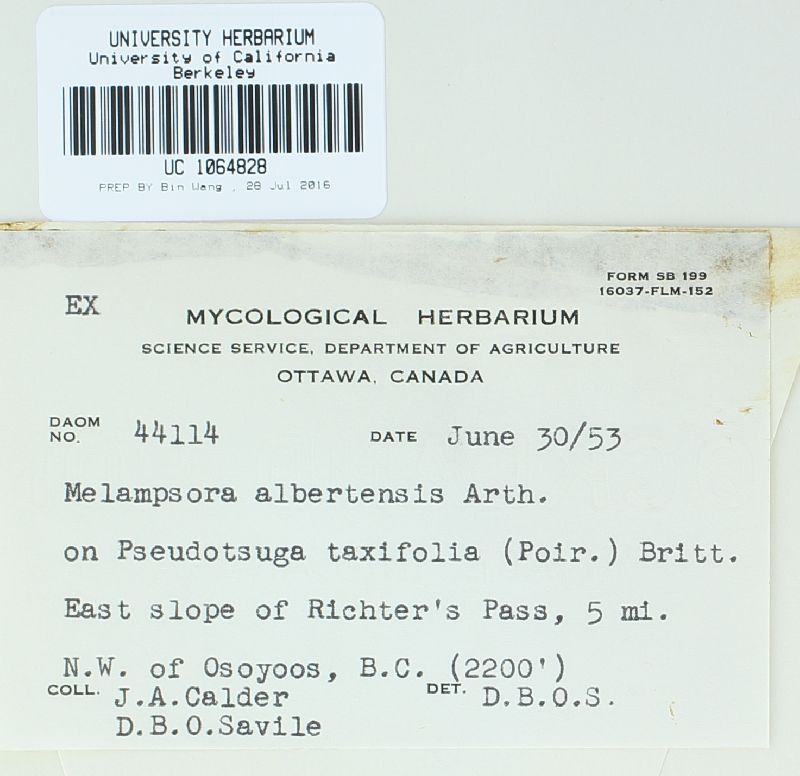 UNIVERSITY HERBARIUM
University of California
Berkeley
UC 1064828
PREP BY Bin Wang , 28 Jul 2016
FORM SB 199
16037-FLM-152
EX
MYCOLOGICAL HERBARIUM
SCIENCE SERVICE, DEPARTMENT OF AGRICULTURE
OTTAWA, CANADA
DAOM NO. 44114 DATE June 30/53
Melampsora albertensis Arth.
on Pseudotsuga taxifolia (Poir.) Britt.
East slope of Richter's Pass, 5 mi.
N.W. of Osoyoos, B.C. (2200')
COLL. J.A.Calder DET. D.B.O.S.
D.B.O.Savile